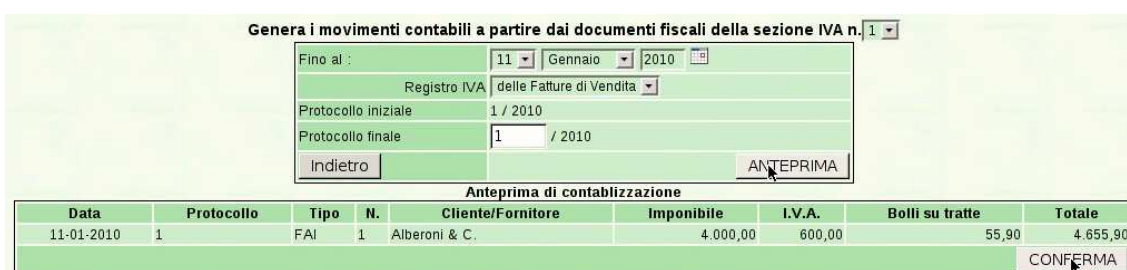 Genera i movimenti contabili a partire dai documenti fiscali della sezione IVA n. 1
Fino al : 11 Gennaio 2010
Registro IVA delle Fatture di Vendita
Protocollo iniziale 1 / 2010
Protocollo finale 1 / 2010
Indietro ANTEPRIMA
Anteprima di contablizzazione
Data Protocollo Tipo N. Cliente/Fornitore Imponibile I.V.A. Bolli su tratte Totale
11-01-2010 1 FAI 1 Alberoni & C. 4.000,00 600,00 55,90 4.655,90
CONFERMA